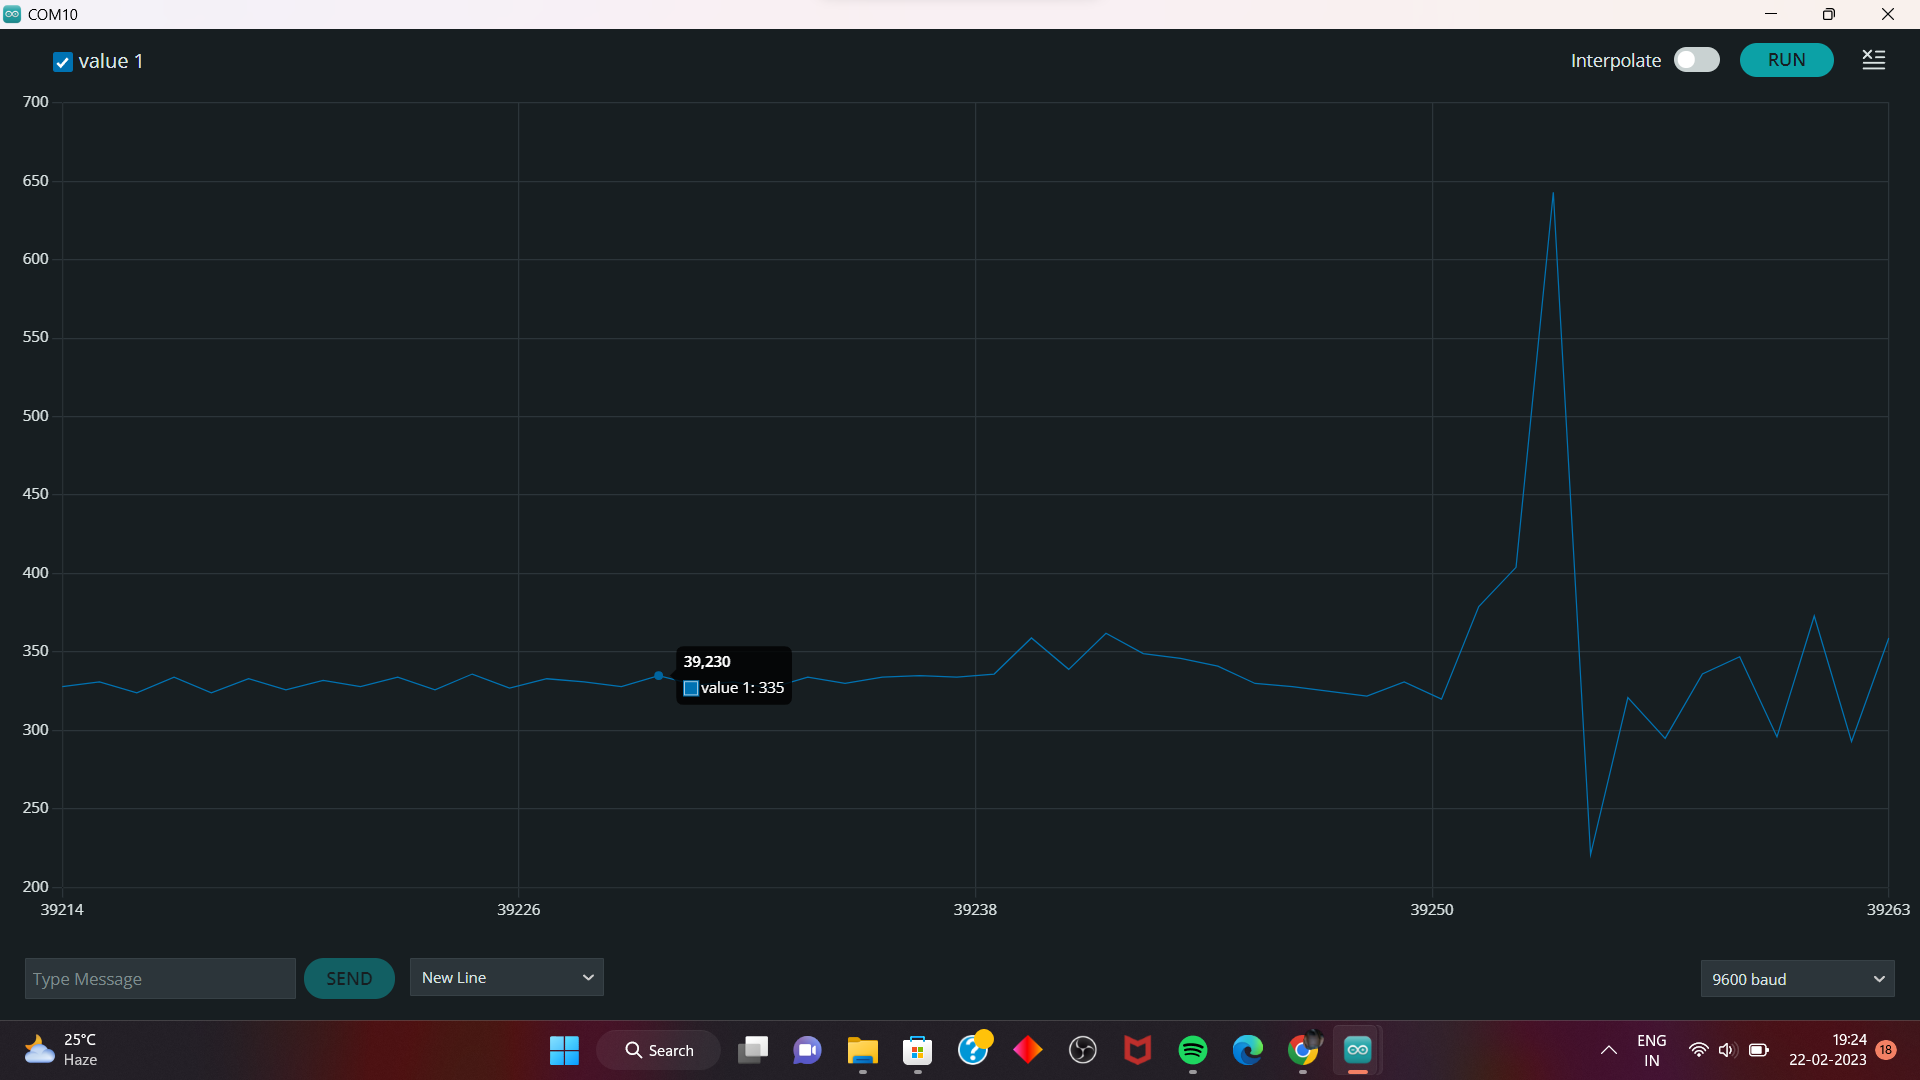 COM10
value 1
Interpolate
RUN
700
650
600
550
500
450
400
350
300
250
200
39,230
value 1: 335
39214
39226
39238
39250
39263
Type Message
SEND
New Line
9600 baud
25°C
Haze
Search
ENG
IN
19:24
22-02-2023
18